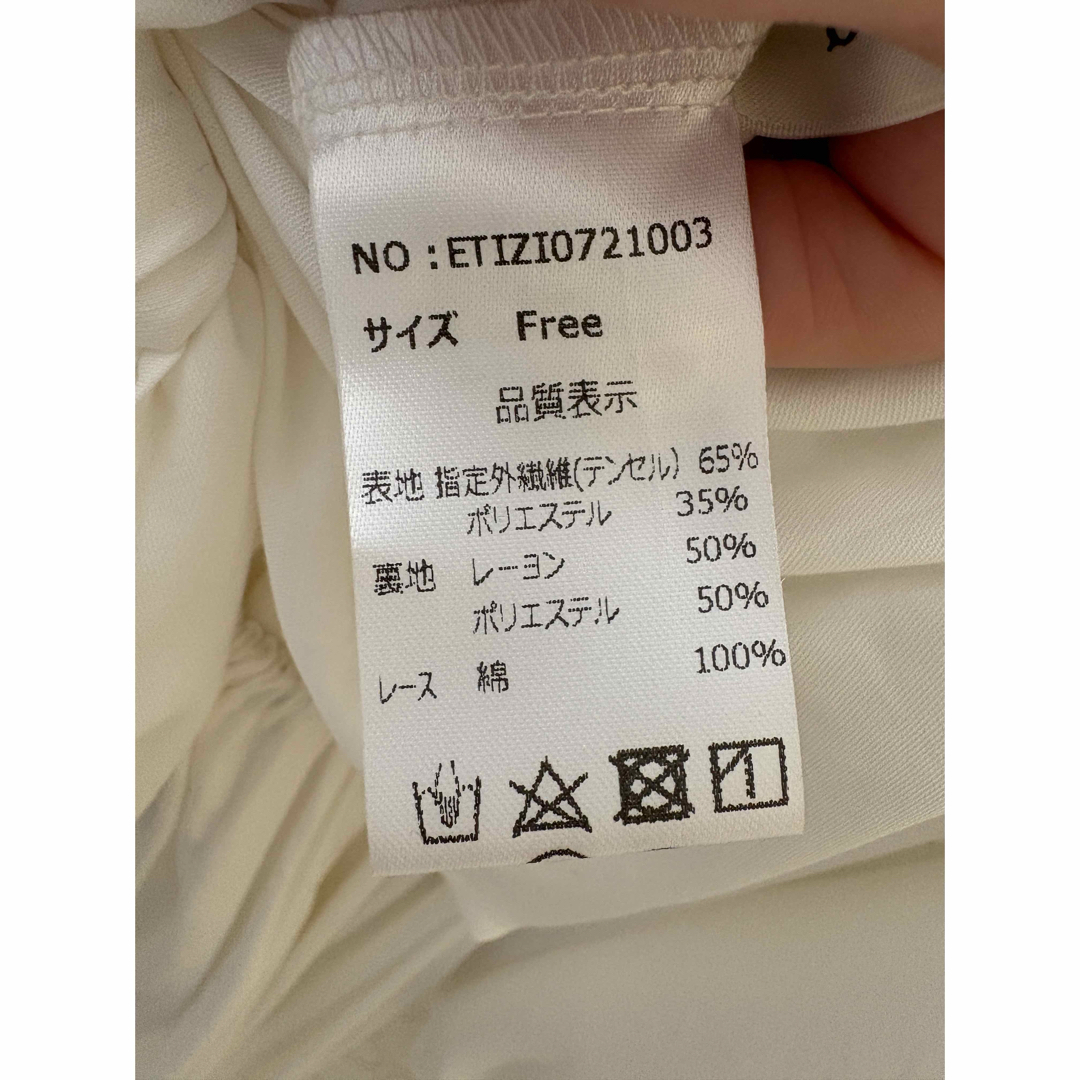 NO :ETIZI0721003
サイズ Free
品質表示
表地 指定外繊維(テンセル) 65%
ポリエステル 35%
裏地 レーヨン 50%
ポリエステル 50%
レース 綿 100%